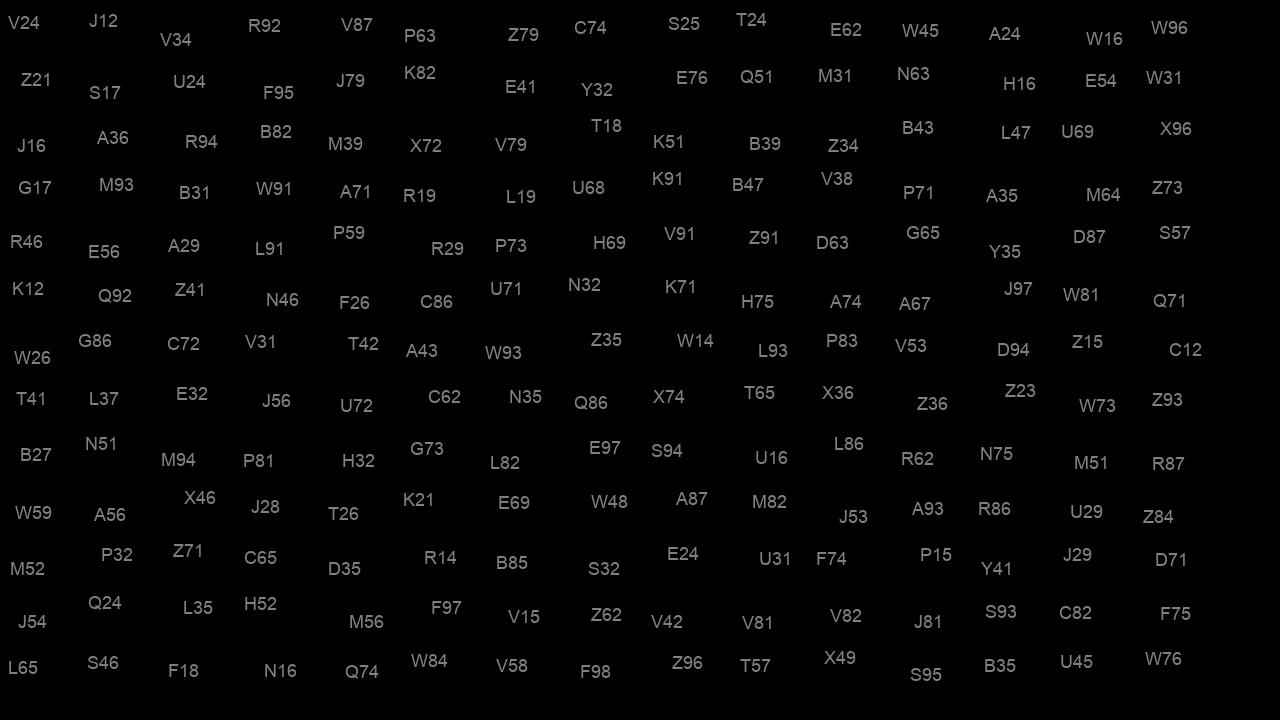 V24 J12 V34 R92 V87 P63 Z79 C74 S25 T24 E62 W45 A24 W16 W96
Z21 S17 U24 F95 J79 K82 E41 Y32 E76 Q51 M31 N63 H16 E54 W31
J16 A36 R94 B82 M39 X72 V79 T18 K51 B39 Z34 B43 L47 U69 X96
G17 M93 B31 W91 A71 R19 L19 U68 K91 B47 V38 P71 A35 M64 Z73
R46 E56 A29 L91 P59 R29 P73 H69 V91 Z91 D63 G65 Y35 D87 S57
K12 Q92 Z41 N46 F26 C86 U71 N32 K71 H75 A74 A67 J97 W81 Q71
W26 G86 C72 V31 T42 A43 W93 Z35 W14 L93 P83 V53 D94 Z15 C12
T41 L37 E32 J56 U72 C62 N35 Q86 X74 T65 X36 Z36 Z23 W73 Z93
B27 N51 M94 P81 H32 G73 L82 E97 S94 U16 L86 R62 N75 M51 R87
W59 A56 X46 J28 T26 K21 E69 W48 A87 M82 J53 A93 R86 U29 Z84
M52 P32 Z71 C65 D35 R14 B85 S32 E24 U31 F74 P15 Y41 J29 D71
J54 Q24 L35 H52 M56 F97 V15 Z62 V42 V81 V82 J81 S93 C82 F75
L65 S46 F18 N16 Q74 W84 V58 F98 Z96 T57 X49 S95 B35 U45 W76